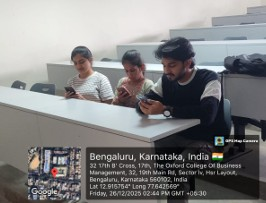 GPS Map Camera
Bengaluru, Karnataka, India
32 17th B' Cross, 17th, The Oxford College Of Business
Management, 32, 19th Main Rd, Sector Iv, Hsr Layout,
Bengaluru, Karnataka 560102, India
Lat 12.915754° Long 77.642569°
Friday, 26/12/2025 02:44 PM GMT +05:30
Google